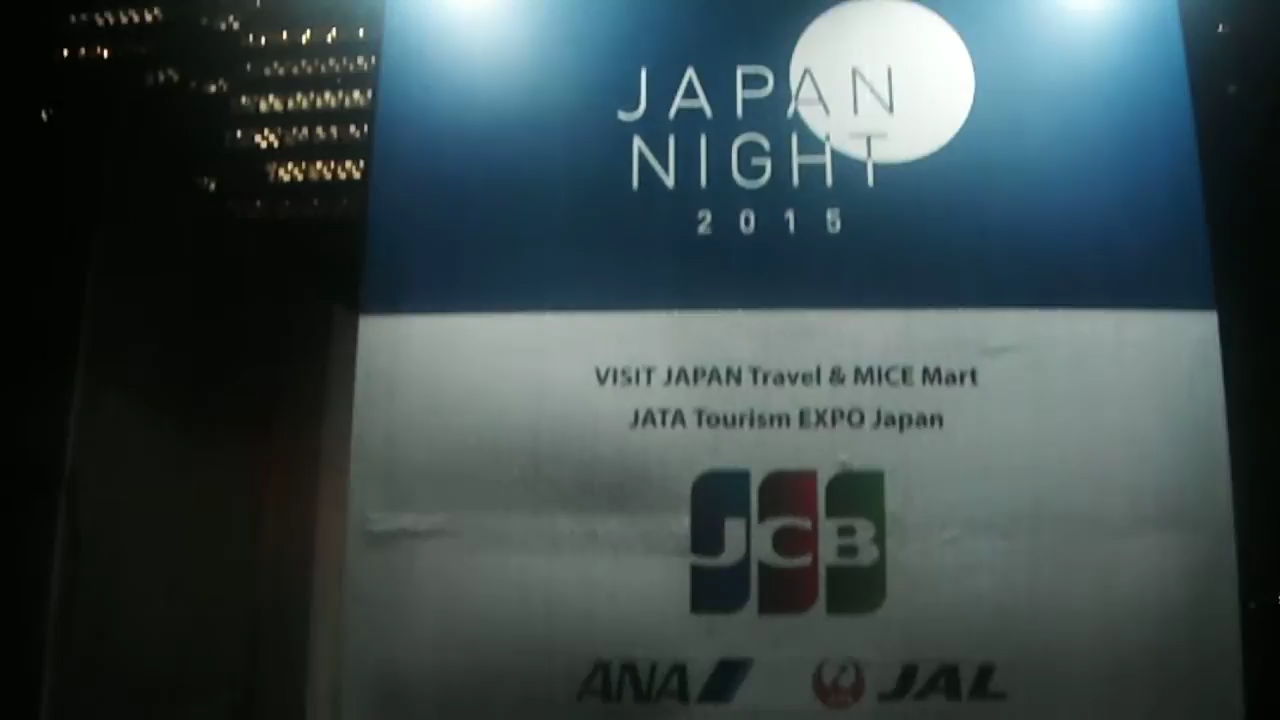 JAPAN
NIGHT
2015
VISIT JAPAN Travel & MICE Mart
JATA Tourism EXPO Japan
JCB
ANA JAL